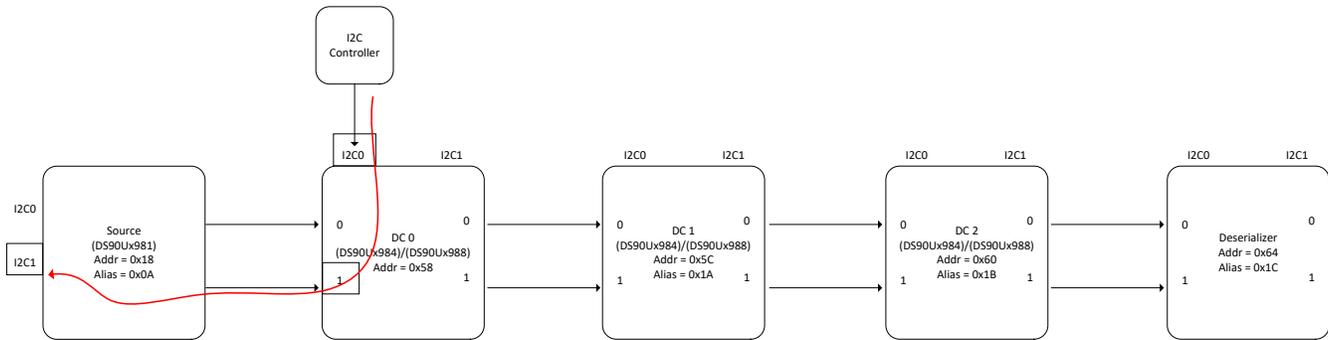 I2C
Controller
I2C0
I2C1
I2C0
I2C1
I2C0
I2C1
I2C0
I2C1
I2C0
I2C1
Source
(DS90Ux981)
Addr = 0x18
Alias = 0x0A
0
1
DC 0
(DS90Ux984)/(DS90Ux988)
Addr = 0x58
0
1
0
1
DC 1
(DS90Ux984)/(DS90Ux988)
Addr = 0x5C
Alias = 0x1A
0
1
0
1
DC 2
(DS90Ux984)/(DS90Ux988)
Addr = 0x60
Alias = 0x1B
0
1
0
1
Deserializer
Addr = 0x64
Alias = 0x1C
0
1